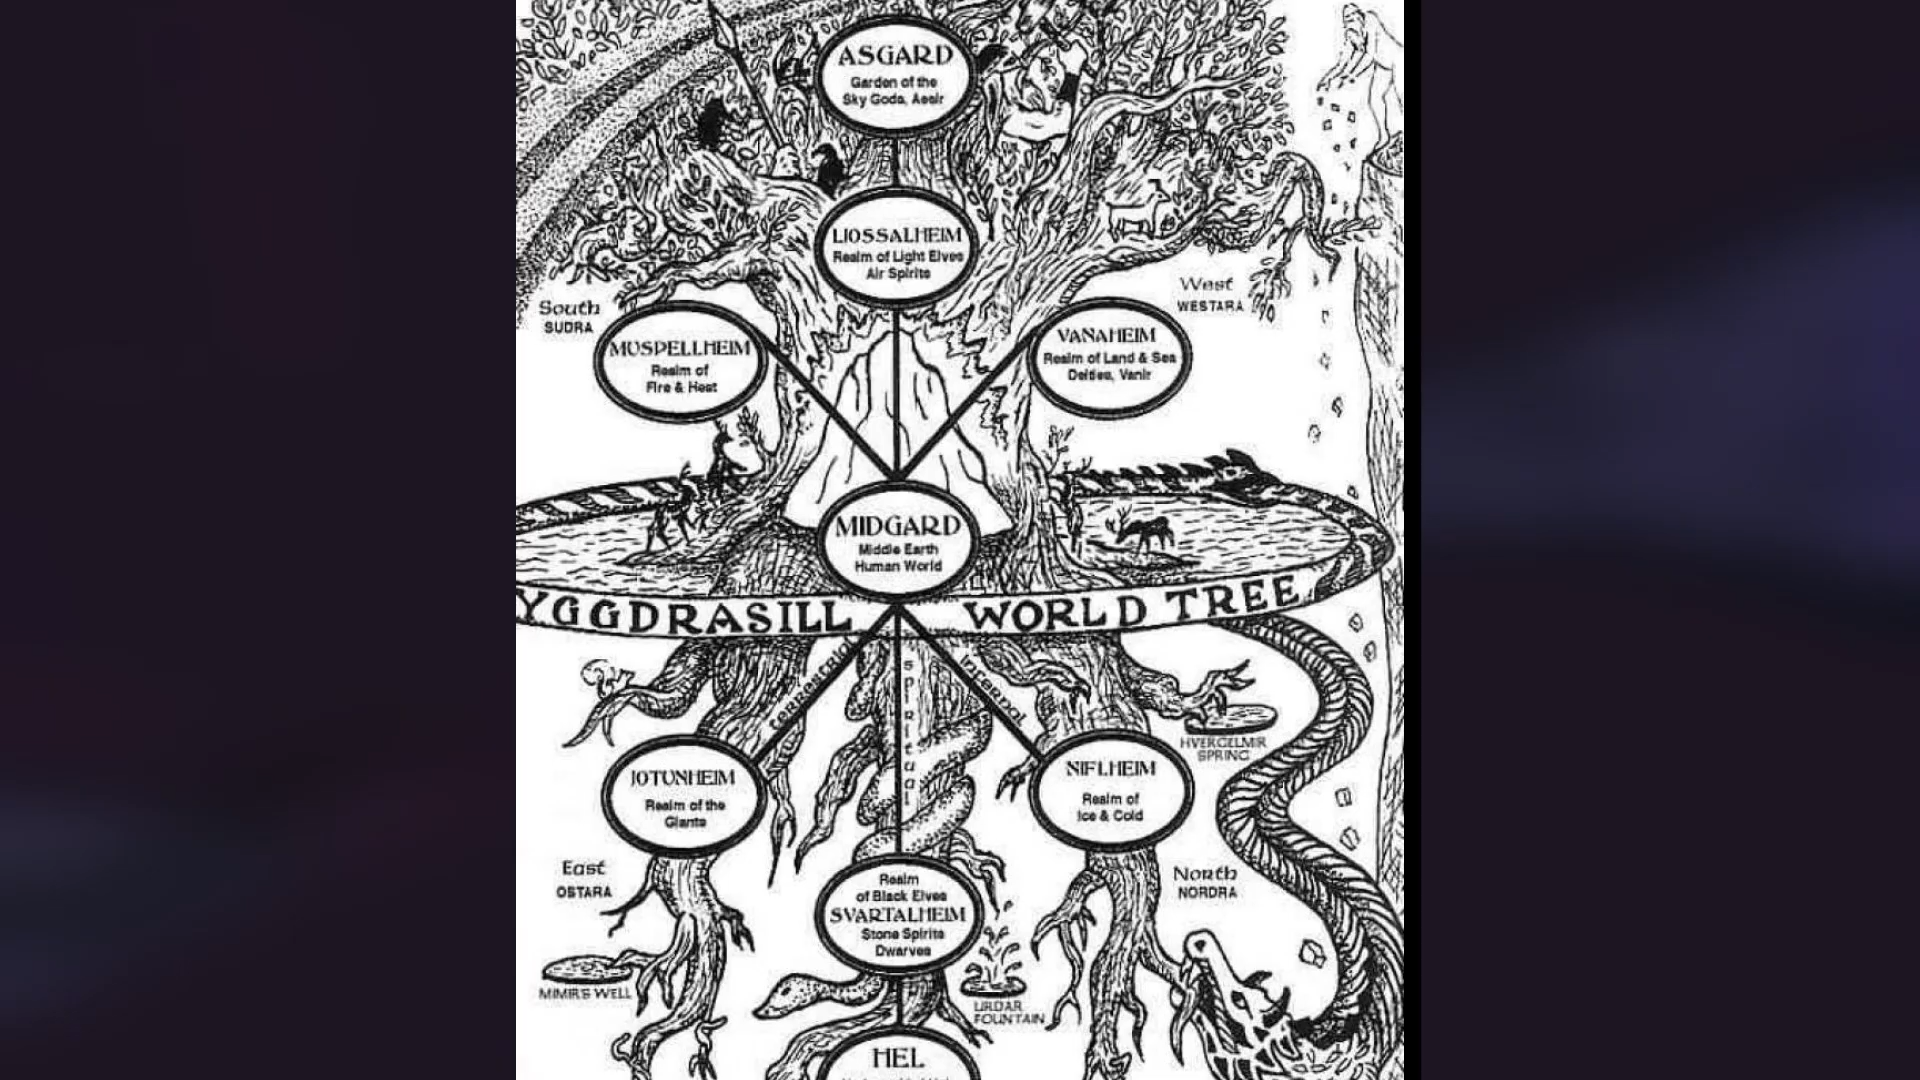 ASGARD
Garden of the
Sky Gods, Aesir
LIOSSALHEIM
Realm of Light Elves
Air Spirits
South
SUDRA
West
WESTARA
MUSPELLHEIM
Realm of
Fire & Heat
VANAHEIM
Realm of Land & Sea
Deities, Vanir
MIDGARD
Middle Earth
Human World
YGGDRASILL WORLD TREE
terrestrial
spiritual
infernal
HVERGELMIR
SPRING
JOTUNHEIM
Realm of the
Giants
NIFLHEIM
Realm of
Ice & Cold
East
OSTARA
North
NORDRA
Realm
of Black Elves
SVARTALHEIM
Stone Spirits
Dwarves
MIMIR'S WELL
URDAR
FOUNTAIN
HEL